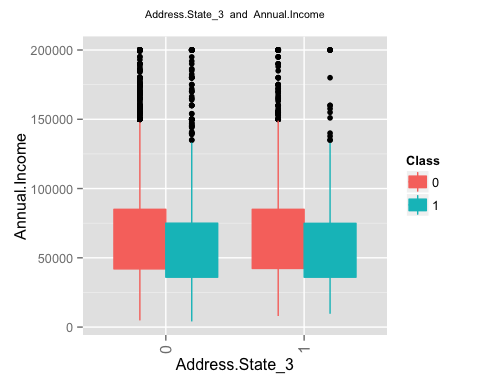 Address.State_3 and Annual.Income
200000
150000
100000
50000
0
Annual.Income
0
1
Address.State_3
Class
0
1